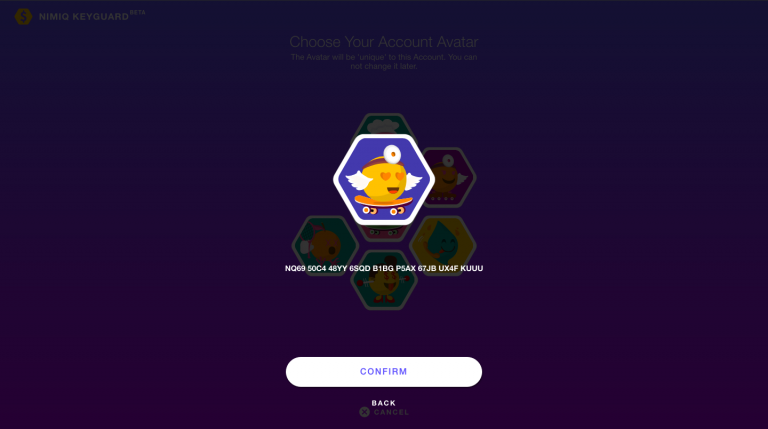 NIMIQ KEYGUARD BETA
Choose Your Account Avatar
The Avatar will be 'unique' to this Account. You can
not change it later.
NQ69 50C4 48YY 6SQD B1BG P5AX 67JB UX4F KUUU
CONFIRM
BACK
CANCEL